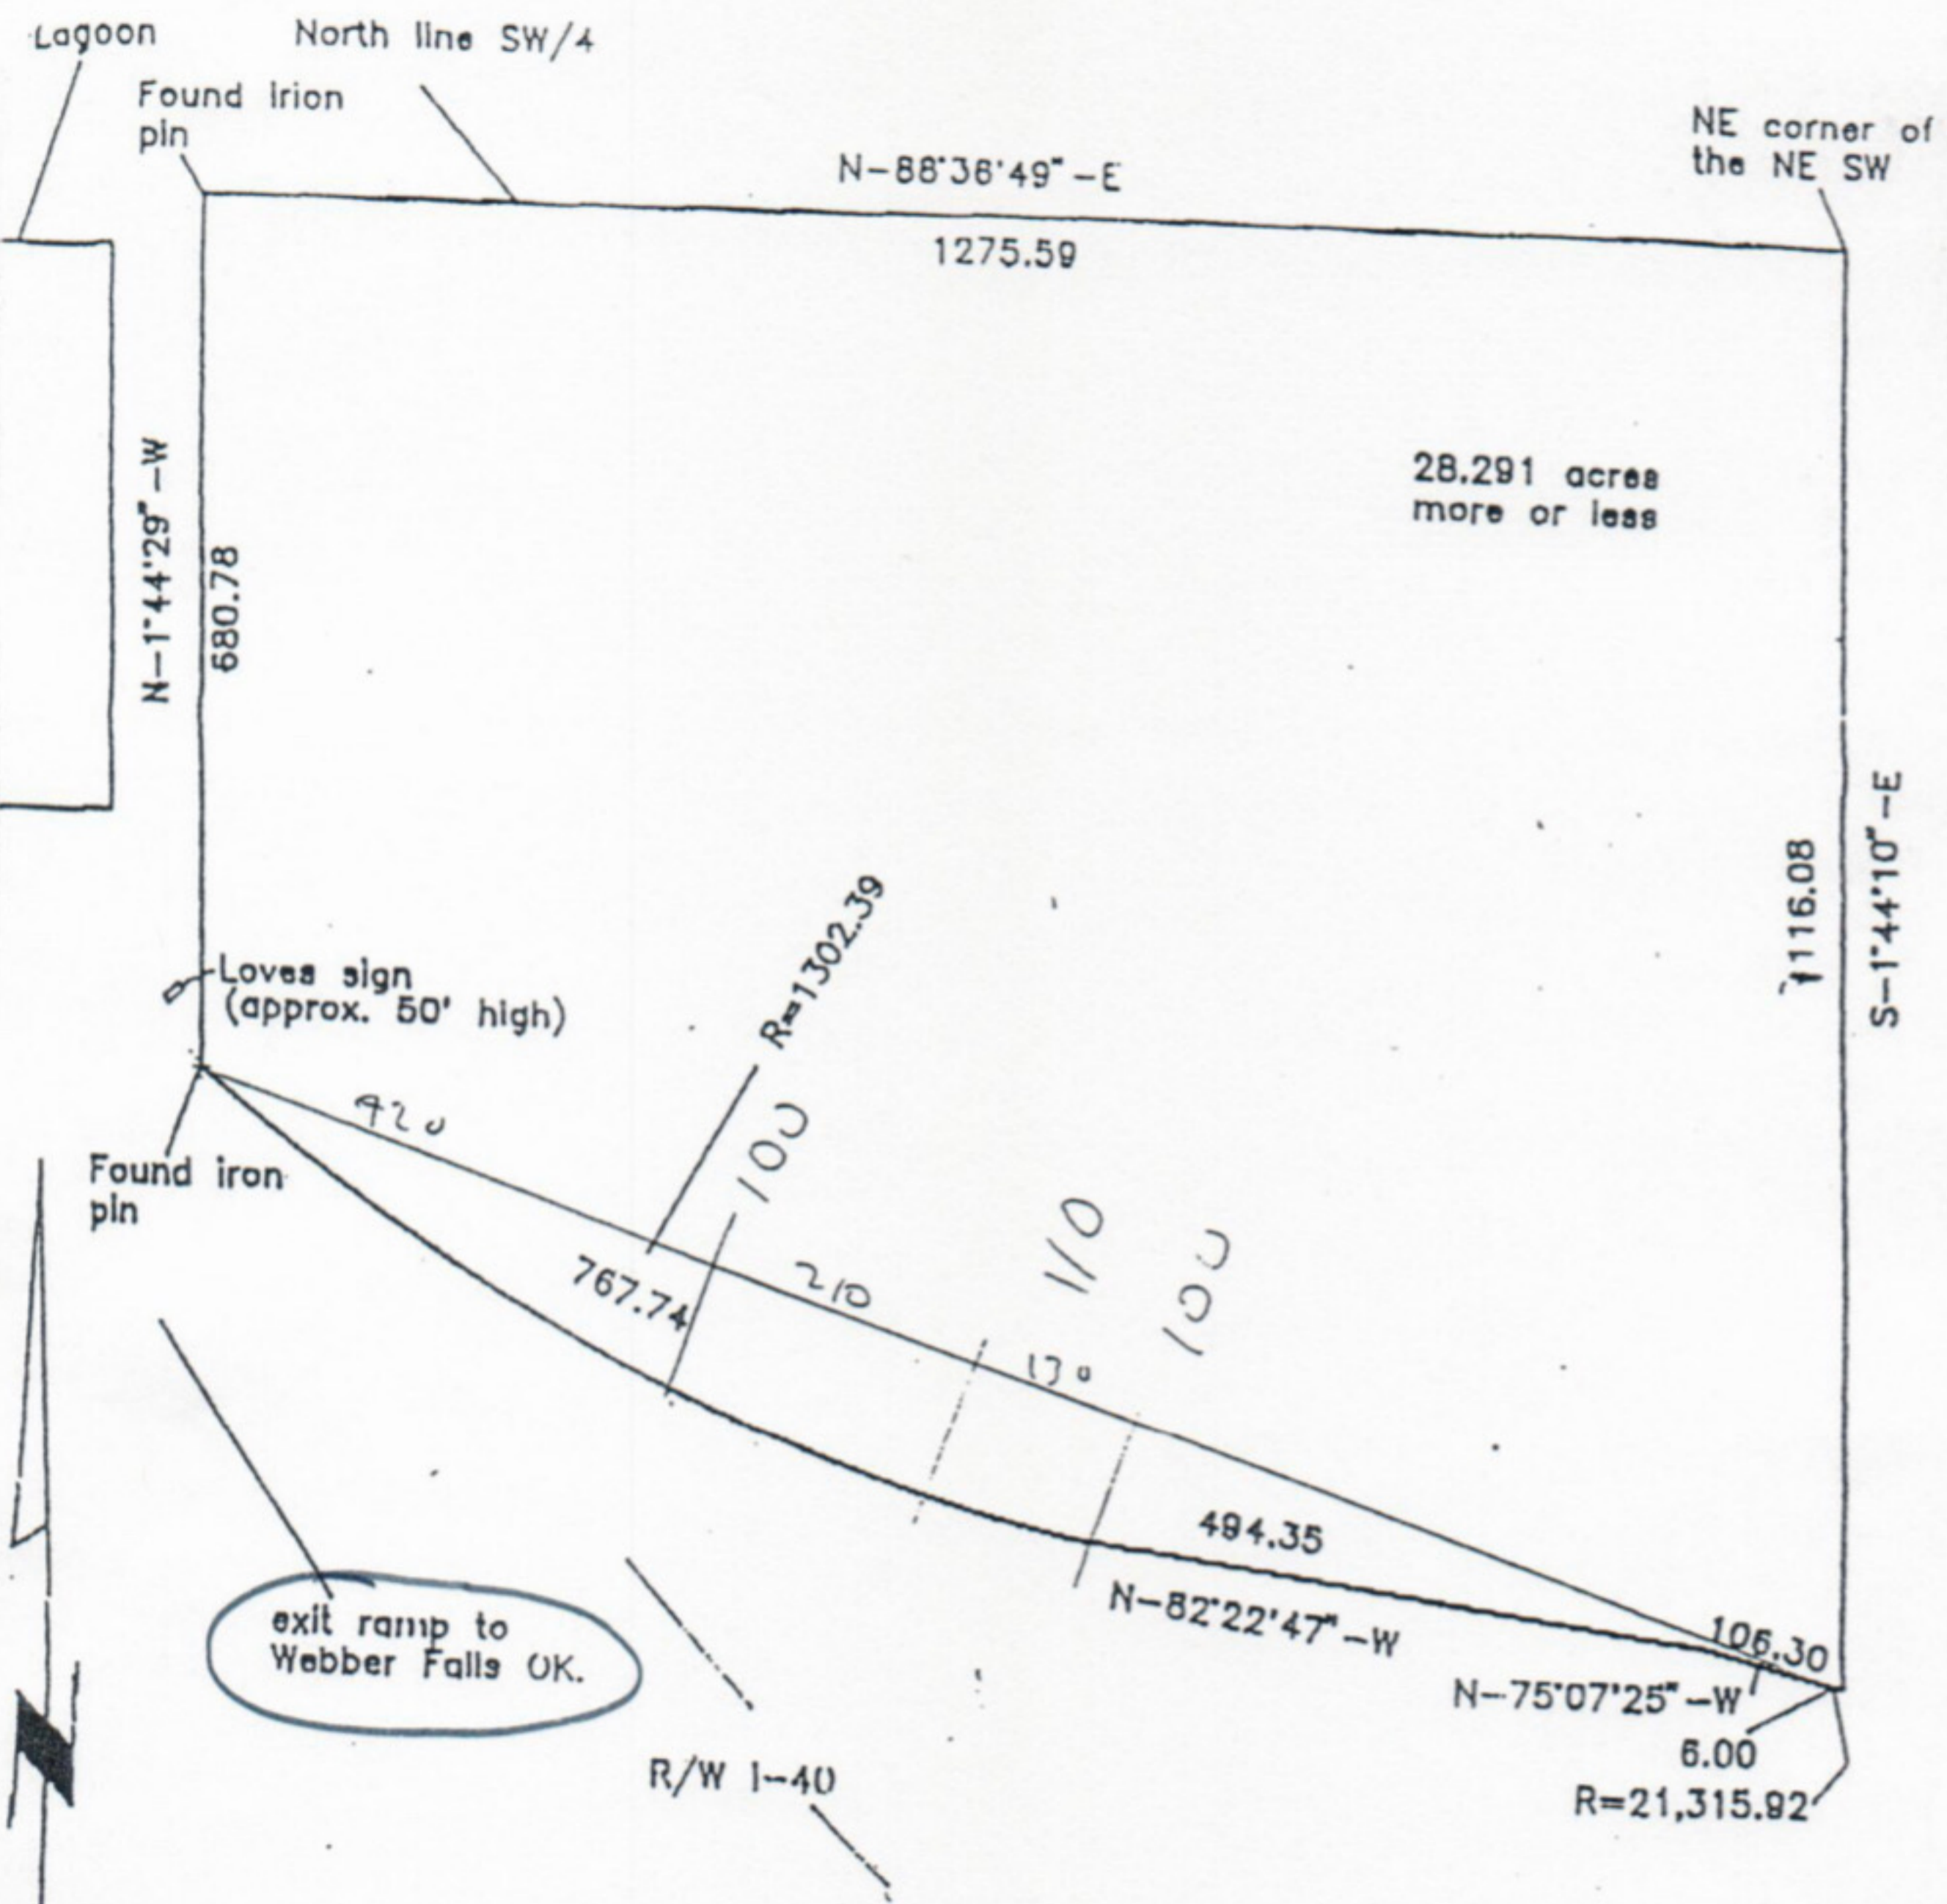 Lagoon
North line SW/4
Found irion
pin
NE corner of
the NE SW
N-88°36'49"-E
1275.59
28.291 acres
more or less
N-1°44'29"-W
680.78
1116.08
S-1°44'10"-E
Loves sign
(approx. 50' high)
R=1302.39
420
100
Found iron
pin
767.74
210
110
100
130
494.35
N-82°22'47"-W
106.30
exit ramp to
Webber Falls OK.
N-75°07'25"-W
6.00
R=21,315.92
R/W I-40
N